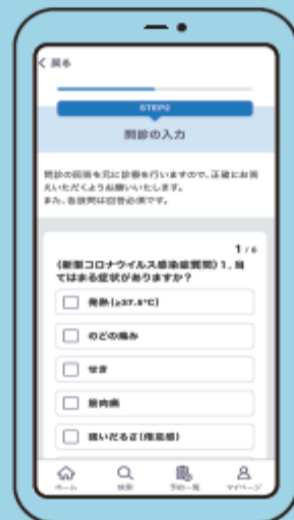 戻る
STEP2
問診の入力
問診の回答を元に診療を行いますので、正確にお答
えいただくようお願いいたします。
また、各設問は回答必須です。
1 / 6
(新型コロナウイルス感染症質問) 1. 当
てはまる症状がありますか?
発熱(≥37.5℃)
のどの痛み
せき
筋肉痛
強いだるさ(倦怠感)
ホーム 検索 予約一覧 マイページ